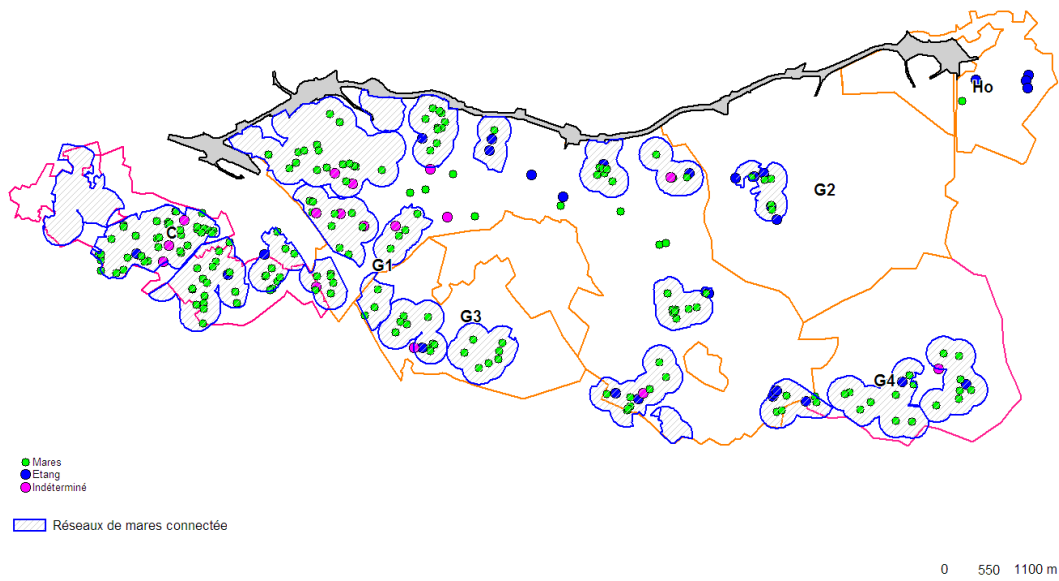 Ho
G2
C
G1
G3
G4
Mares
Etang
Indéterminé
Réseaux de mares connectée
0 550 1100 m